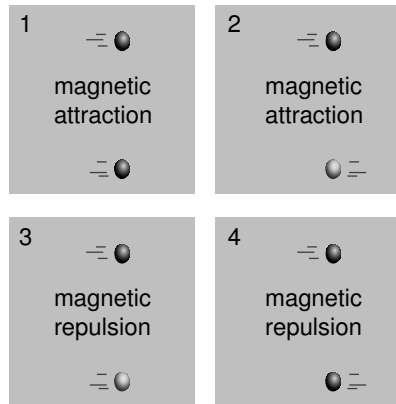 1
magnetic
attraction
2
magnetic
attraction
3
magnetic
repulsion
4
magnetic
repulsion